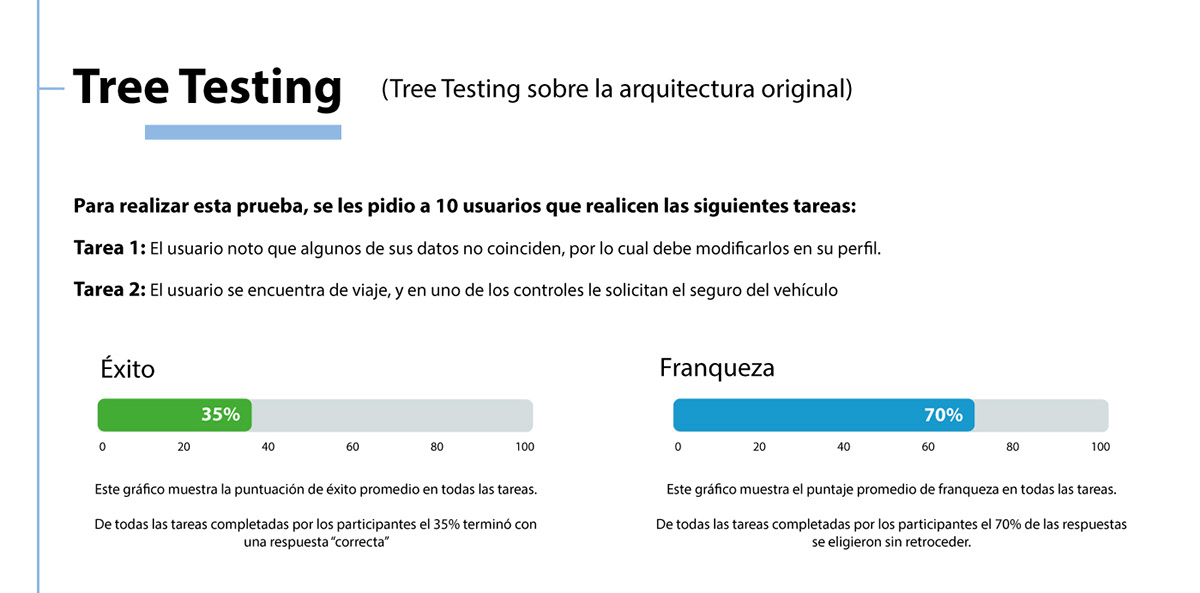 Tree Testing (Tree Testing sobre la arquitectura original)
Para realizar esta prueba, se les pidio a 10 usuarios que realicen las siguientes tareas:
Tarea 1: El usuario noto que algunos de sus datos no coinciden, por lo cual debe modificarlos en su perfil.
Tarea 2: El usuario se encuentra de viaje, y en uno de los controles le solicitan el seguro del vehículo
Éxito
35%
0 20 40 60 80 100
Este gráfico muestra la puntuación de éxito promedio en todas las tareas.
De todas las tareas completadas por los participantes el 35% terminó con
una respuesta “correcta”
Franqueza
70%
0 20 40 60 80 100
Este gráfico muestra el puntaje promedio de franqueza en todas las tareas.
De todas las tareas completadas por los participantes el 70% de las respuestas
se eligieron sin retroceder.